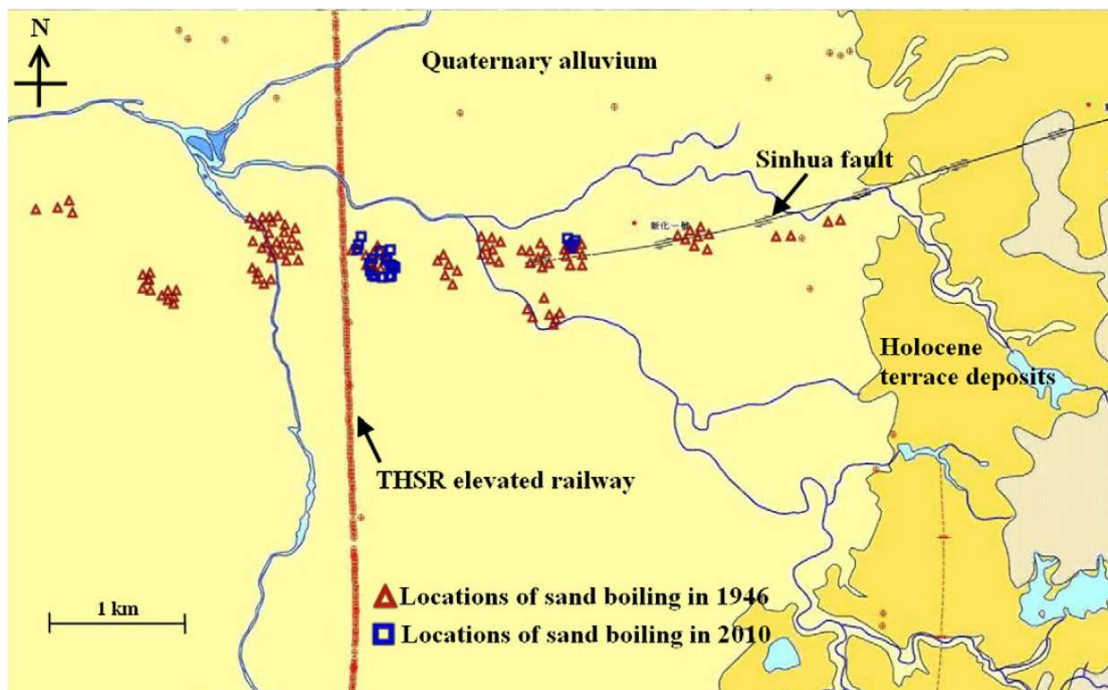 N
Quaternary alluvium
Sinhua fault
新化一號
Holocene
terrace deposits
THSR elevated railway
1 km
Locations of sand boiling in 1946
Locations of sand boiling in 2010